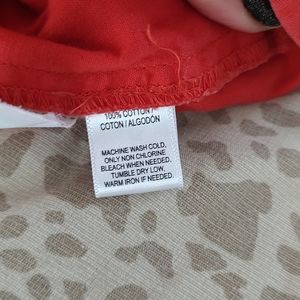 100% COTTON /
COTON / ALGODÓN
MACHINE WASH COLD,
ONLY NON CHLORINE
BLEACH WHEN NEEDED.
TUMBLE DRY LOW,
WARM IRON IF NEEDED.